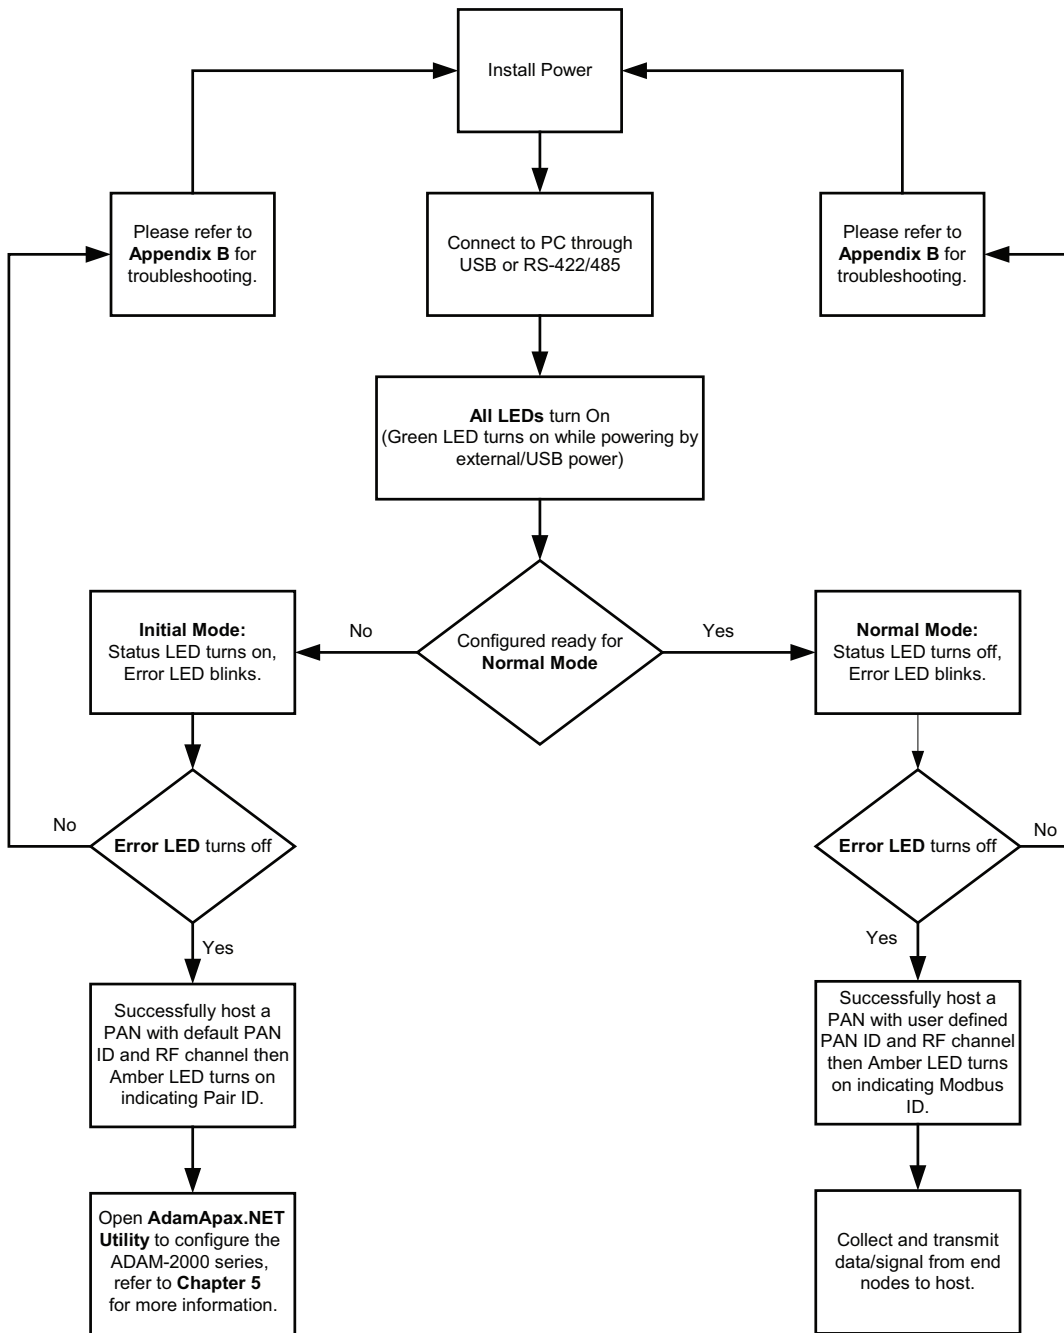 Install Power
Please refer to
Appendix B for
troubleshooting.
Connect to PC through
USB or RS-422/485
Please refer to
Appendix B for
troubleshooting.
All LEDs turn On
(Green LED turns on while powering by
external/USB power)
Initial Mode:
Status LED turns on,
Error LED blinks.
No
Configured ready for
Normal Mode
Yes
Normal Mode:
Status LED turns off,
Error LED blinks.
No
Error LED turns off
Yes
Error LED turns off
No
Yes
Successfully host a
PAN with default PAN
ID and RF channel then
Amber LED turns on
indicating Pair ID.
Successfully host a
PAN with user defined
PAN ID and RF channel
then Amber LED turns
on indicating Modbus
ID.
Open AdamApax.NET
Utility to configure the
ADAM-2000 series,
refer to Chapter 5
for more information.
Collect and transmit
data/signal from end
nodes to host.